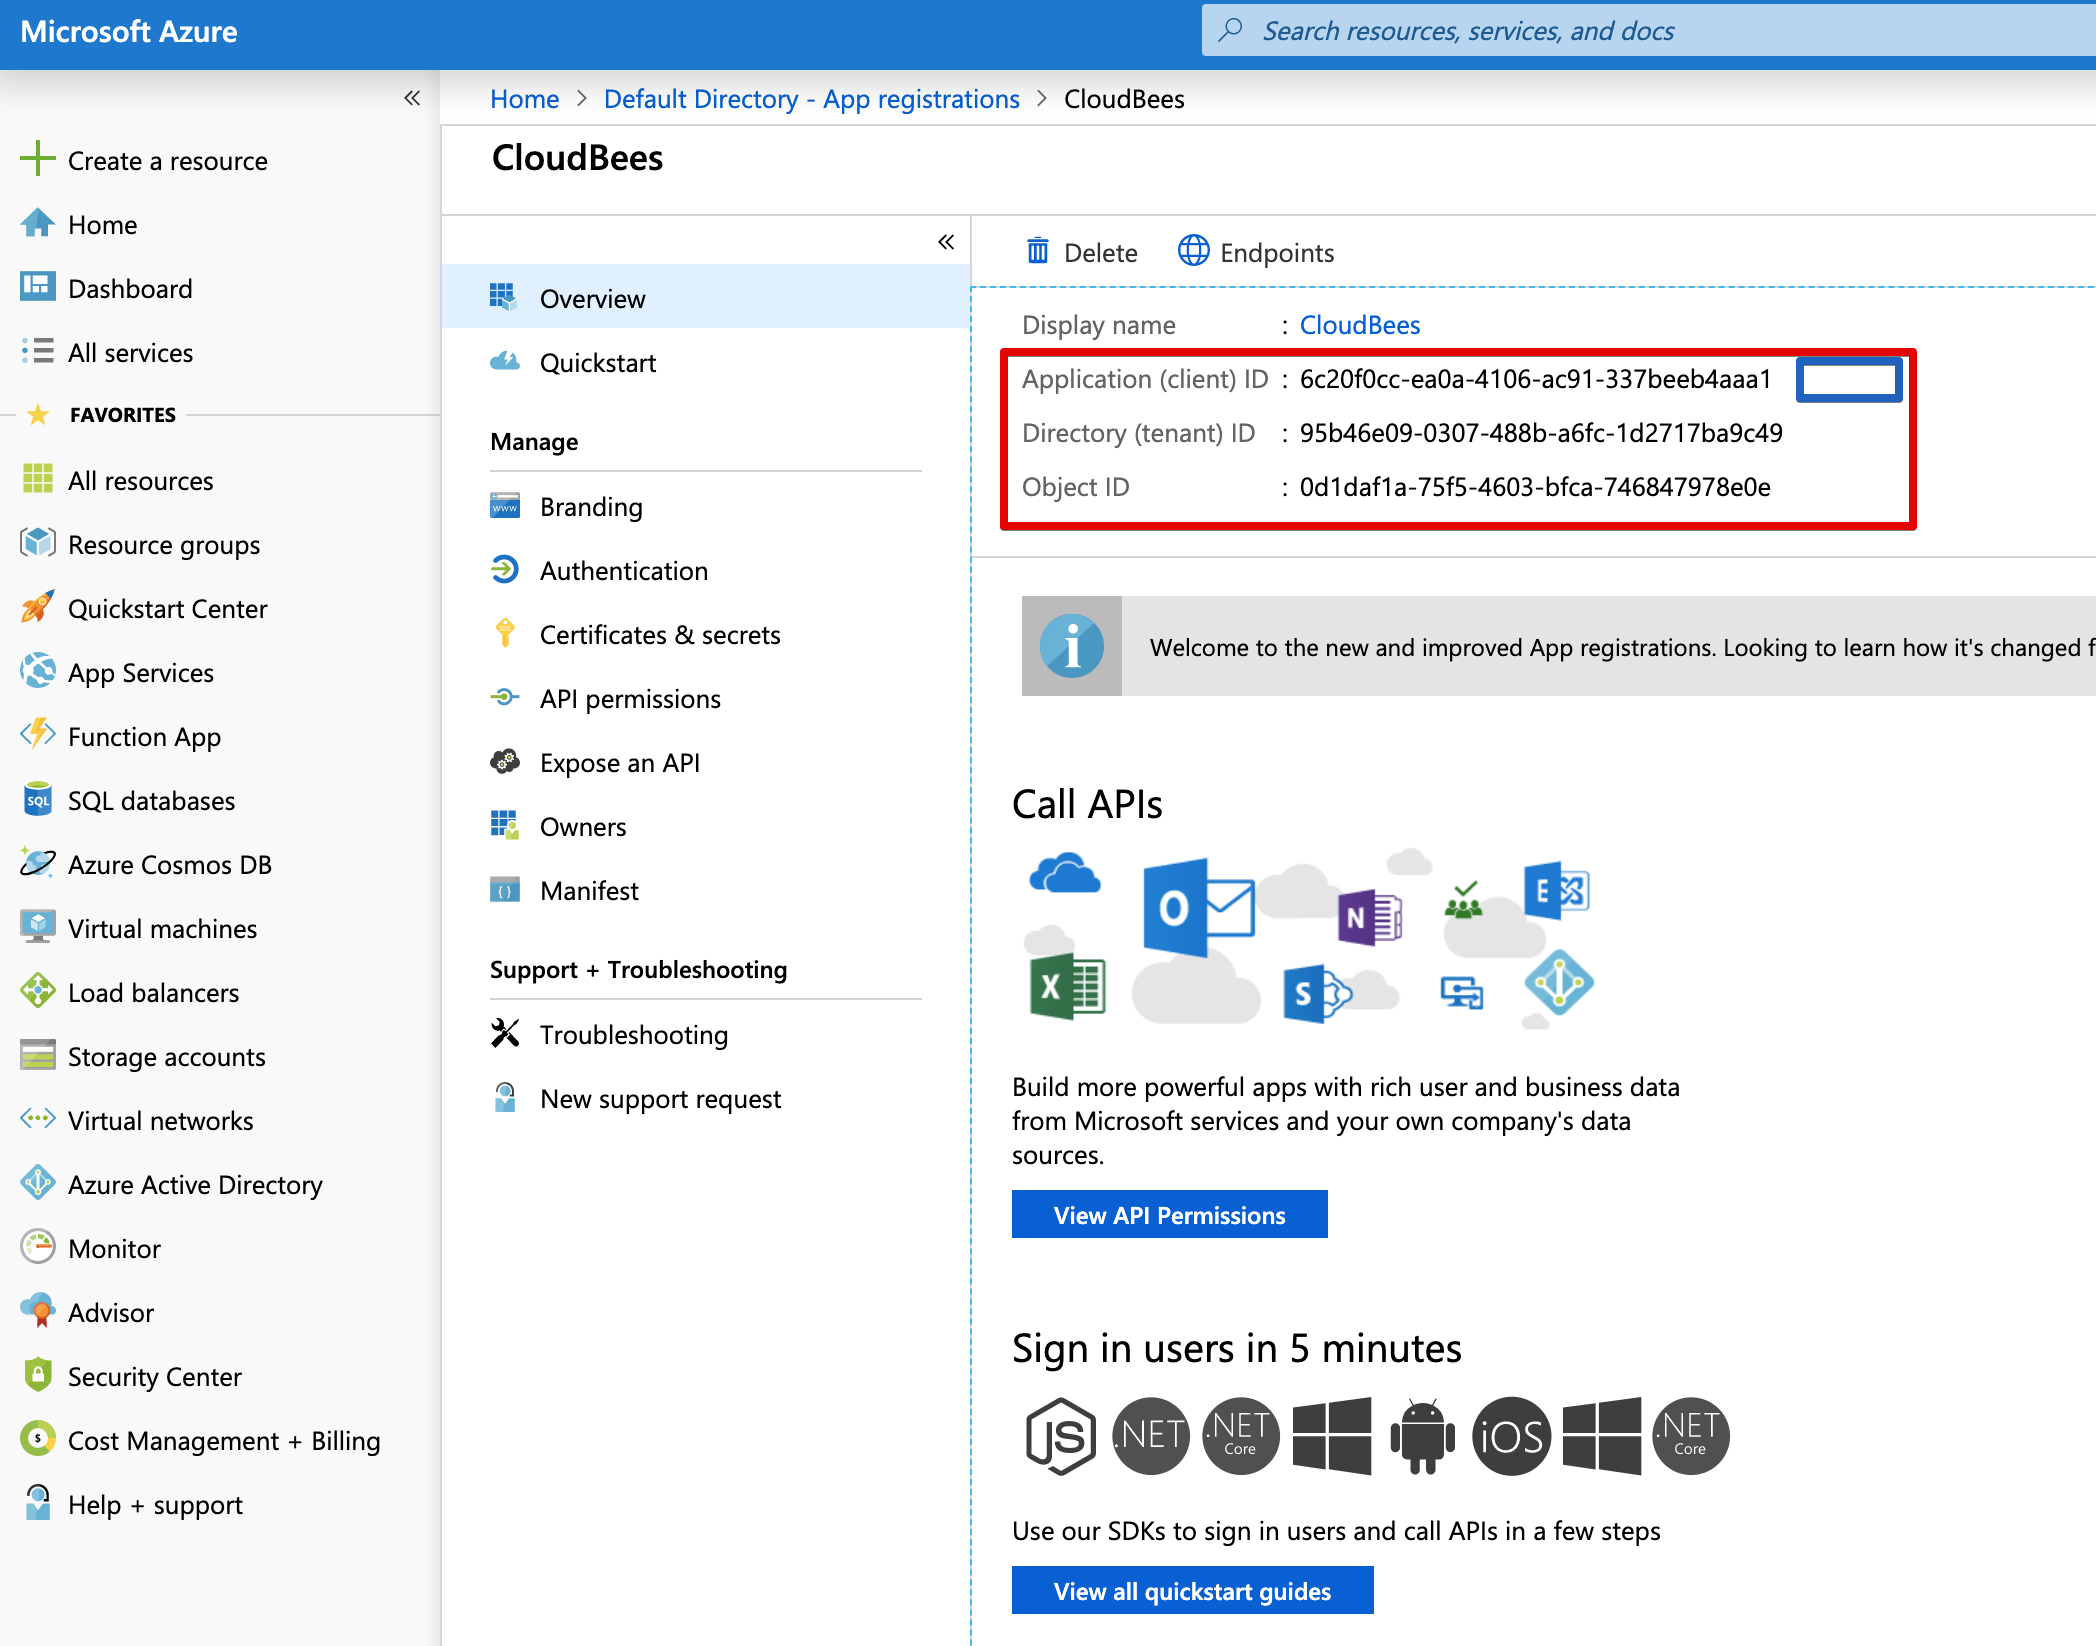 Microsoft Azure
Search resources, services, and docs
Home > Default Directory - App registrations > CloudBees
CloudBees
Create a resource
Home
Dashboard
All services
FAVORITES
All resources
Resource groups
Quickstart Center
App Services
Function App
SQL databases
Azure Cosmos DB
Virtual machines
Load balancers
Storage accounts
Virtual networks
Azure Active Directory
Monitor
Advisor
Security Center
Cost Management + Billing
Help + support
Overview
Quickstart
Manage
Branding
Authentication
Certificates & secrets
API permissions
Expose an API
Owners
Manifest
Support + Troubleshooting
Troubleshooting
New support request
Delete
Endpoints
Display name : CloudBees
Application (client) ID : 6c20f0cc-ea0a-4106-ac91-337beeb4aaa1
Directory (tenant) ID : 95b46e09-0307-488b-a6fc-1d2717ba9c49
Object ID : 0d1daf1a-75f5-4603-bfca-746847978e0e
Welcome to the new and improved App registrations. Looking to learn how it's changed f
Call APIs
Build more powerful apps with rich user and business data
from Microsoft services and your own company's data
sources.
View API Permissions
Sign in users in 5 minutes
JS .NET .NET Core iOS .NET Core
Use our SDKs to sign in users and call APIs in a few steps
View all quickstart guides